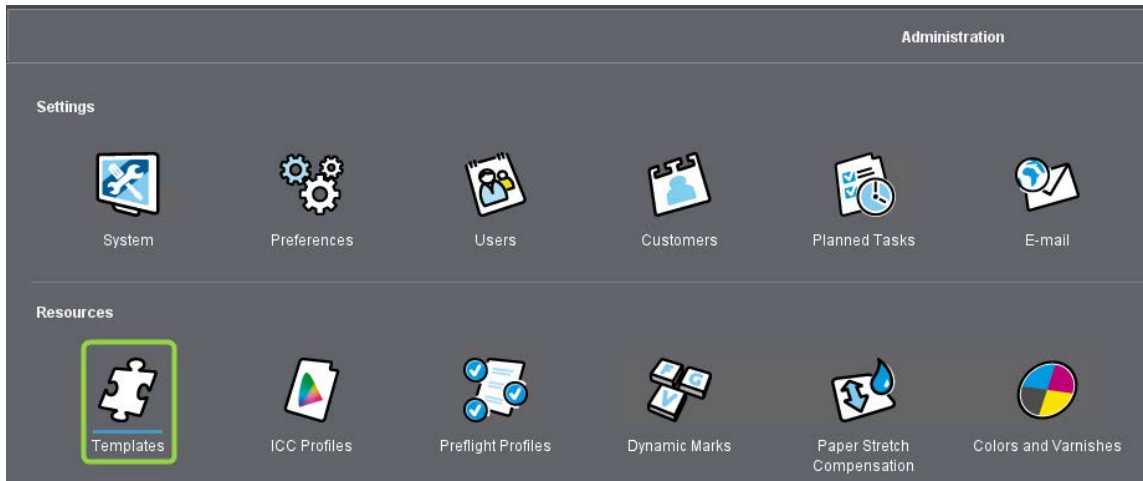 Administration
Settings
System
Preferences
Users
Customers
Planned Tasks
E-mail
Resources
Templates
ICC Profiles
Preflight Profiles
F G
V
Dynamic Marks
Paper Stretch
Compensation
Colors and Varnishes